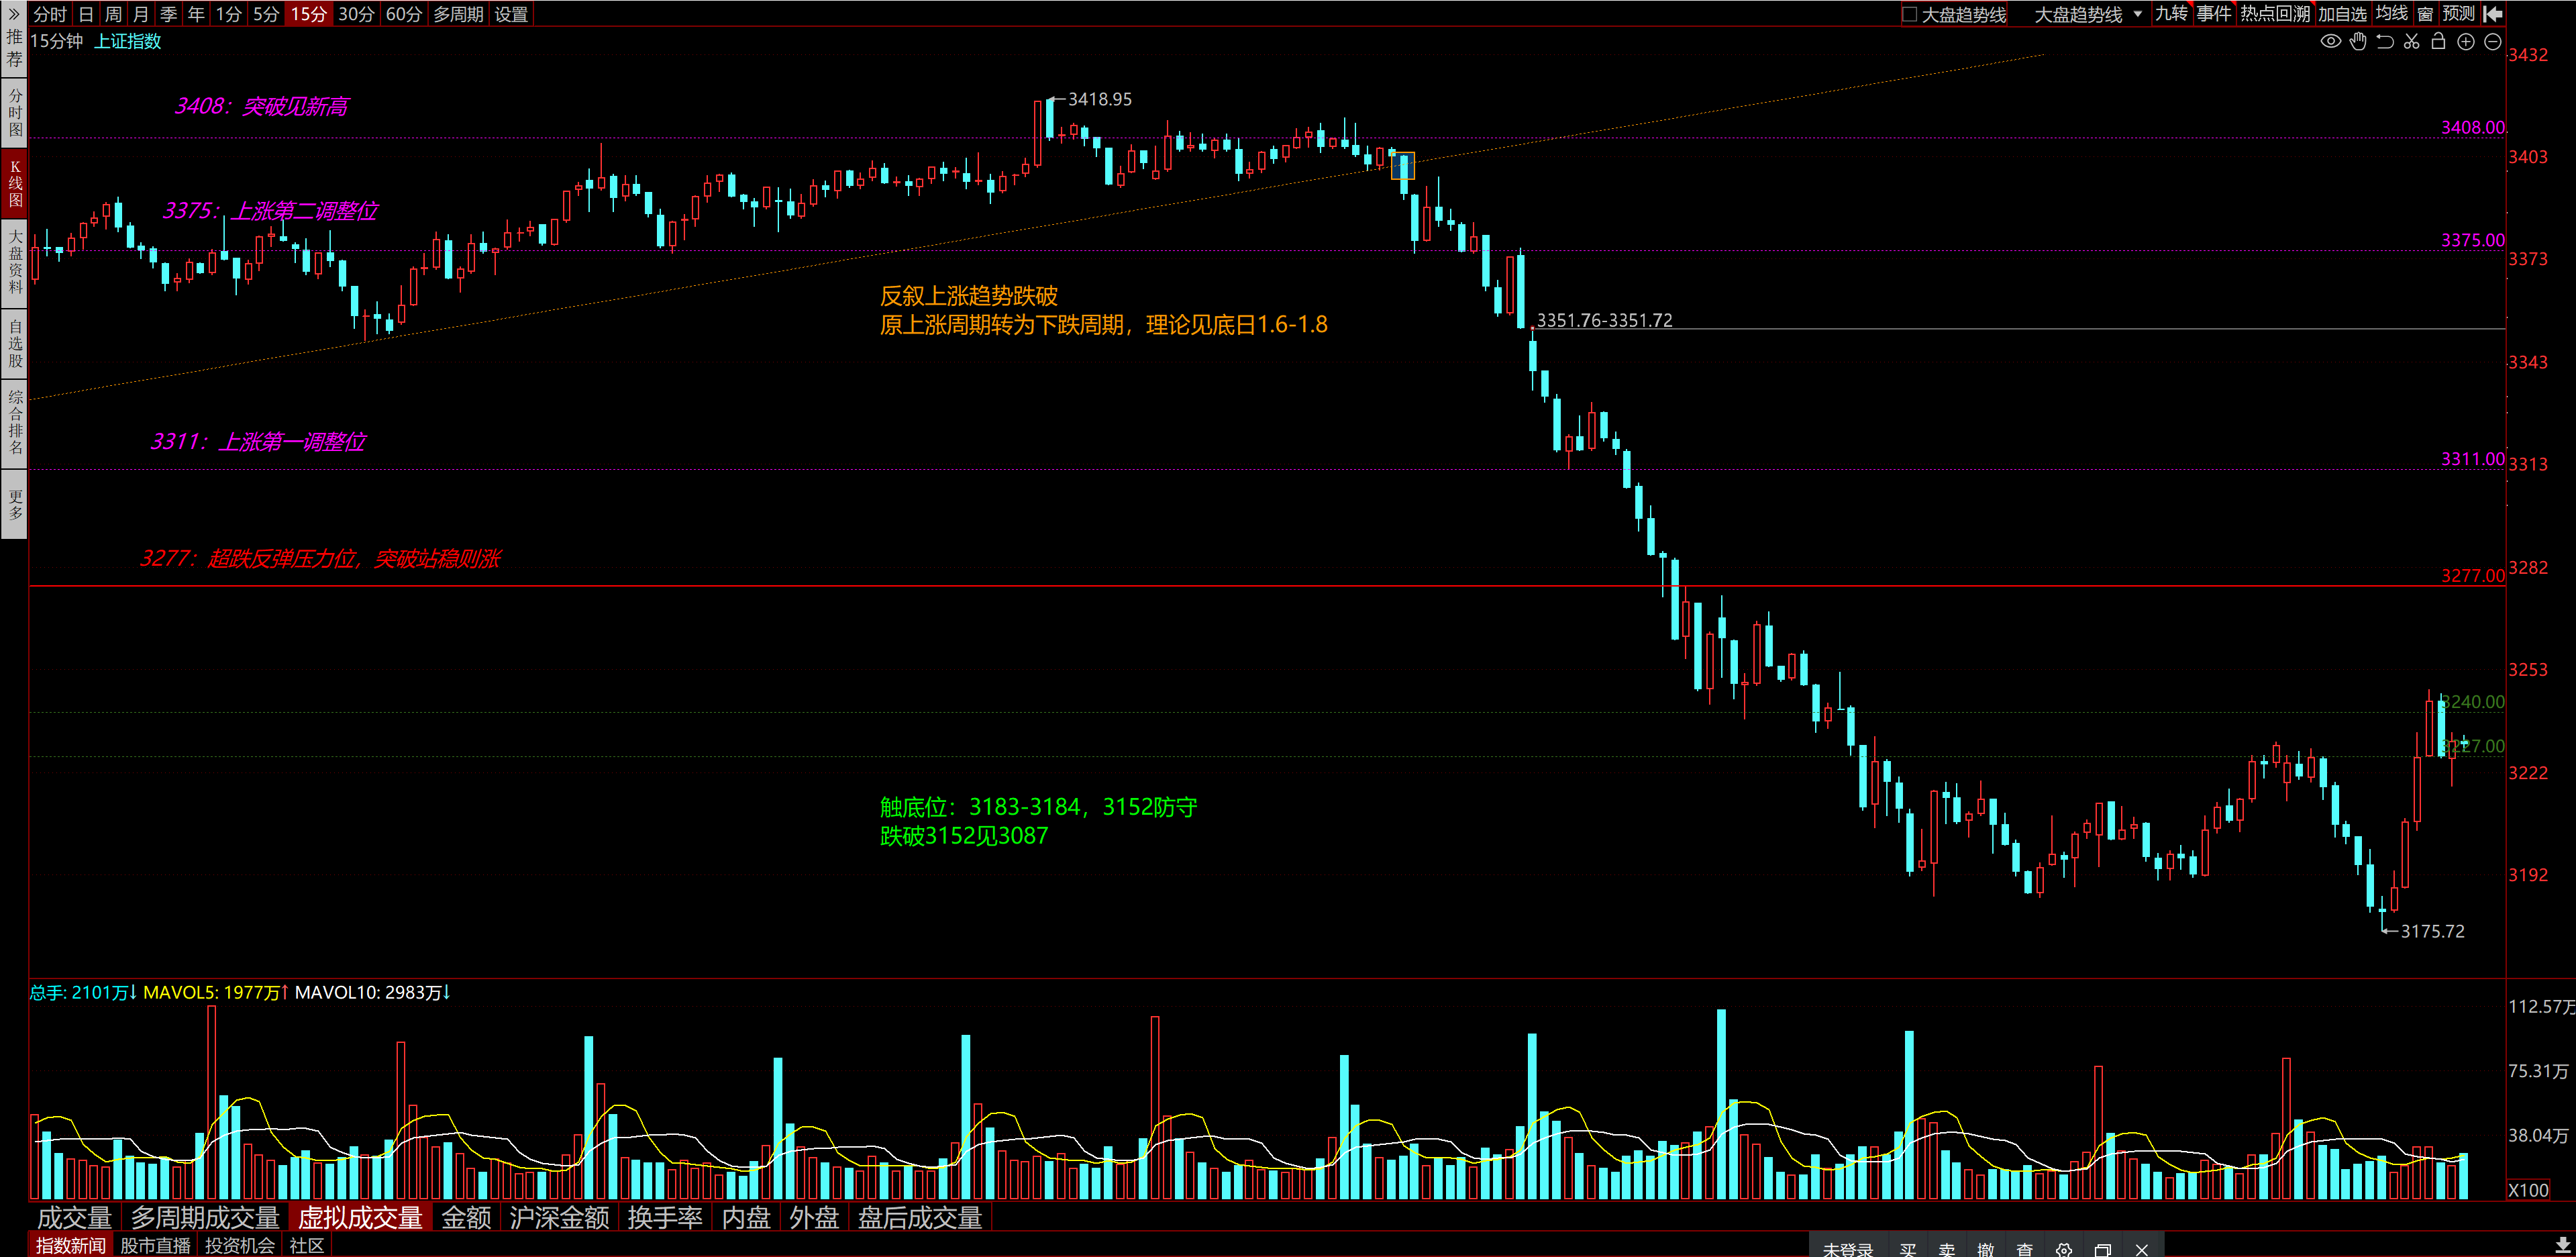 » 分时 日 周 月 季 年 1分 5分 15分 30分 60分 多周期 设置 大盘趋势线 大盘趋势线 九转 事件 热点回溯 加自选 均线 窗 预测
推荐
分时图
K线图
大盘资料
自选股
综合排名
更多
15分钟 上证指数
3432
3408：突破见新高
3418.95
3408.00
3403
3375：上涨第二调整位
3375.00
3373
反叙上涨趋势跌破
原上涨周期转为下跌周期，理论见底日1.6-1.8
3351.76-3351.72
3343
3311：上涨第一调整位
3311.00
3313
3277：超跌反弹压力位，突破站稳则涨
3282
3277.00
3253
3240.00
3227.00
3222
触底位：3183-3184，3152防守
跌破3152见3087
3192
3175.72
总手: 2101万↓ MAVOL5: 1977万↑ MAVOL10: 2983万↓
112.57万
75.31万
38.04万
X100
成交量 多周期成交量 虚拟成交量 金额 沪深金额 换手率 内盘 外盘 盘后成交量
指数新闻 股市直播 投资机会 社区 未登录 买 卖 撤 查